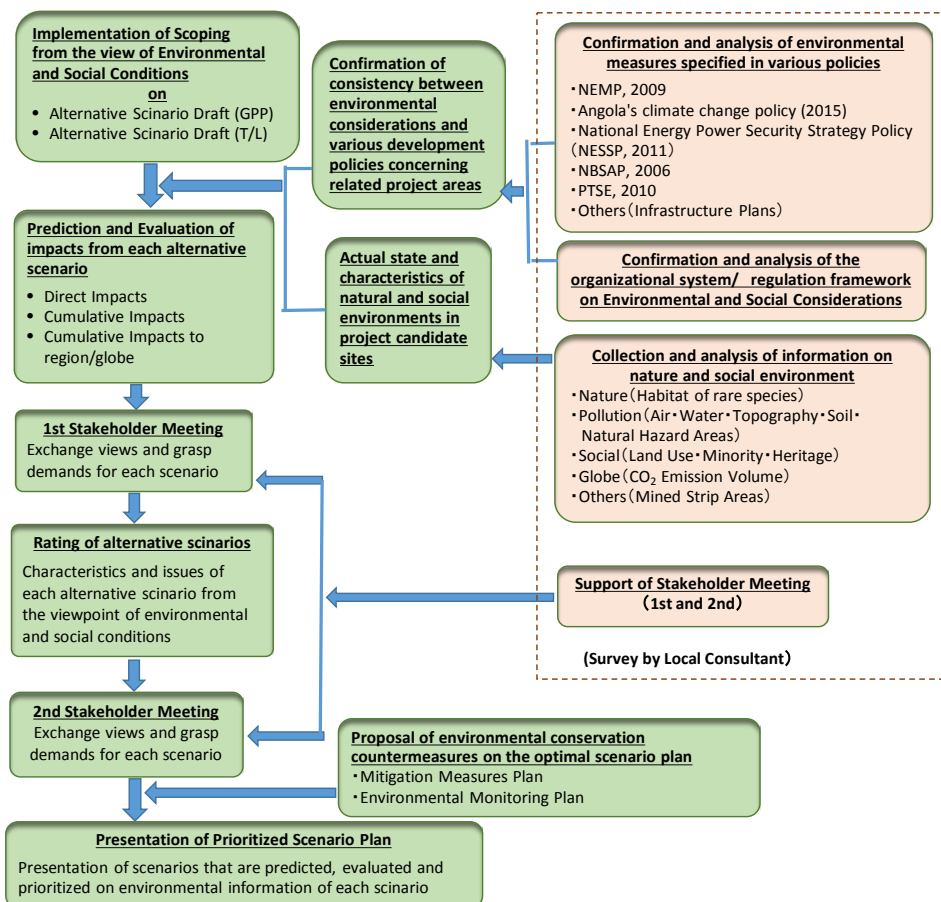 Implementation of Scoping
from the view of Environmental
and Social Conditions
on
• Alternative Scinario Draft (GPP)
• Alternative Scinario Draft (T/L)
Prediction and Evaluation of
impacts from each alternative
scenario
• Direct Impacts
• Cumulative Impacts
• Cumulative Impacts to
region/globe
1st Stakeholder Meeting
Exchange views and grasp
demands for each scenario
Rating of alternative scinarios
Characteristics and issues of
each alternative scinario from
the viewpoint of environmental
and social conditions
2nd Stakeholder Meeting
Exchange views and grasp
demands for each scenario
Presentation of Prioritized Scenario Plan
Presentation of scenarios that are predicted, evaluated and
prioritized on environmental information of each scinario
Confirmation of
consistency between
environmental
considerations and
various development
policies concerning
related project areas
Actual state and
characteristics of
natural and social
environments in
project candidate
sites
Proposal of environmental conservation
countermeasures on the optimal scenario plan
・Mitigation Measures Plan
・Environmental Monitoring Plan
Confirmation and analysis of environmental
measures specified in various policies
・NEMP, 2009
・Angola's climate change policy (2015)
・National Energy Power Security Strategy Policy
(NESSP, 2011)
・NBSAP, 2006
・PTSE, 2010
・Others(Infrastructure Plans)
Confirmation and analysis of the
organizational system/ regulation framework
on Environmental and Social Considerations
Collection and analysis of information on
nature and social environment
・Nature(Habitat of rare species)
・Pollution(Air・Water・Topography・Soil・
Natural Hazard Areas)
・Social(Land Use・Minority・Heritage)
・Globe(CO₂ Emission Volume)
・Others(Mined Strip Areas)
Support of Stakeholder Meeting
(1st and 2nd)
(Survey by Local Consultant)